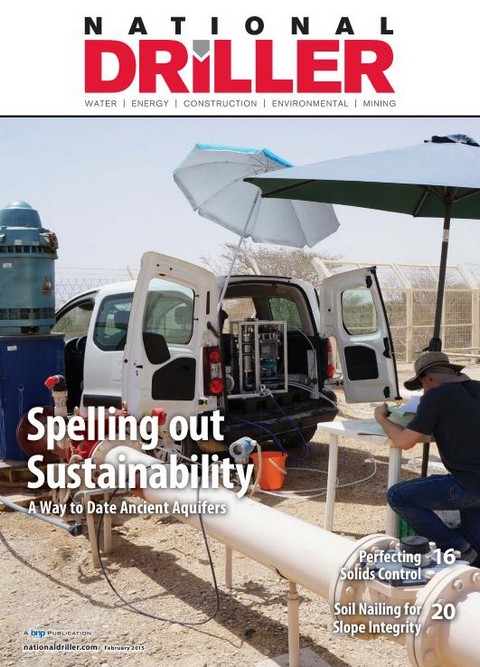 NATIONAL
DRILLER
WATER | ENERGY | CONSTRUCTION | ENVIRONMENTAL | MINING
Spelling out
Sustainability
A Way to Date Ancient Aquifers
Perfecting 16
Solids Control
Soil Nailing for 20
Slope Integrity
A bnp PUBLICATION
nationaldriller.com February 2015